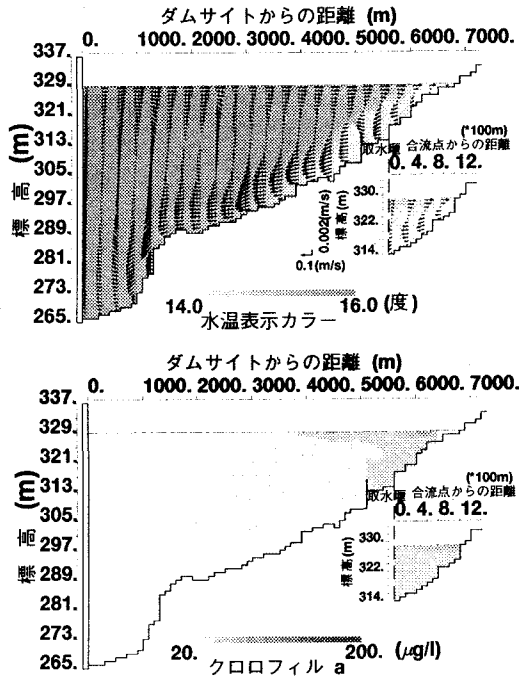 ダムサイトからの距離 (m)
0. 1000. 2000. 3000. 4000. 5000. 6000. 7000.
337.
329.
321.
313.
305.
297.
289.
281.
273.
265.
標高 (m)
取水堰
(*100m)
合流点からの距離
0. 4. 8. 12.
330.
322.
314.
標高(m)
0.002(m/s)
0.1(m/s)
14.0 16.0 (度)
水温表示カラー
ダムサイトからの距離 (m)
0. 1000. 2000. 3000. 4000. 5000. 6000. 7000.
337.
329.
321.
313.
305.
297.
289.
281.
273.
265.
標高 (m)
取水堰
(*100m)
合流点からの距離
0. 4. 8. 12.
330.
322.
314.
標高(m)
20. 200. (μg/l)
クロロフィル a